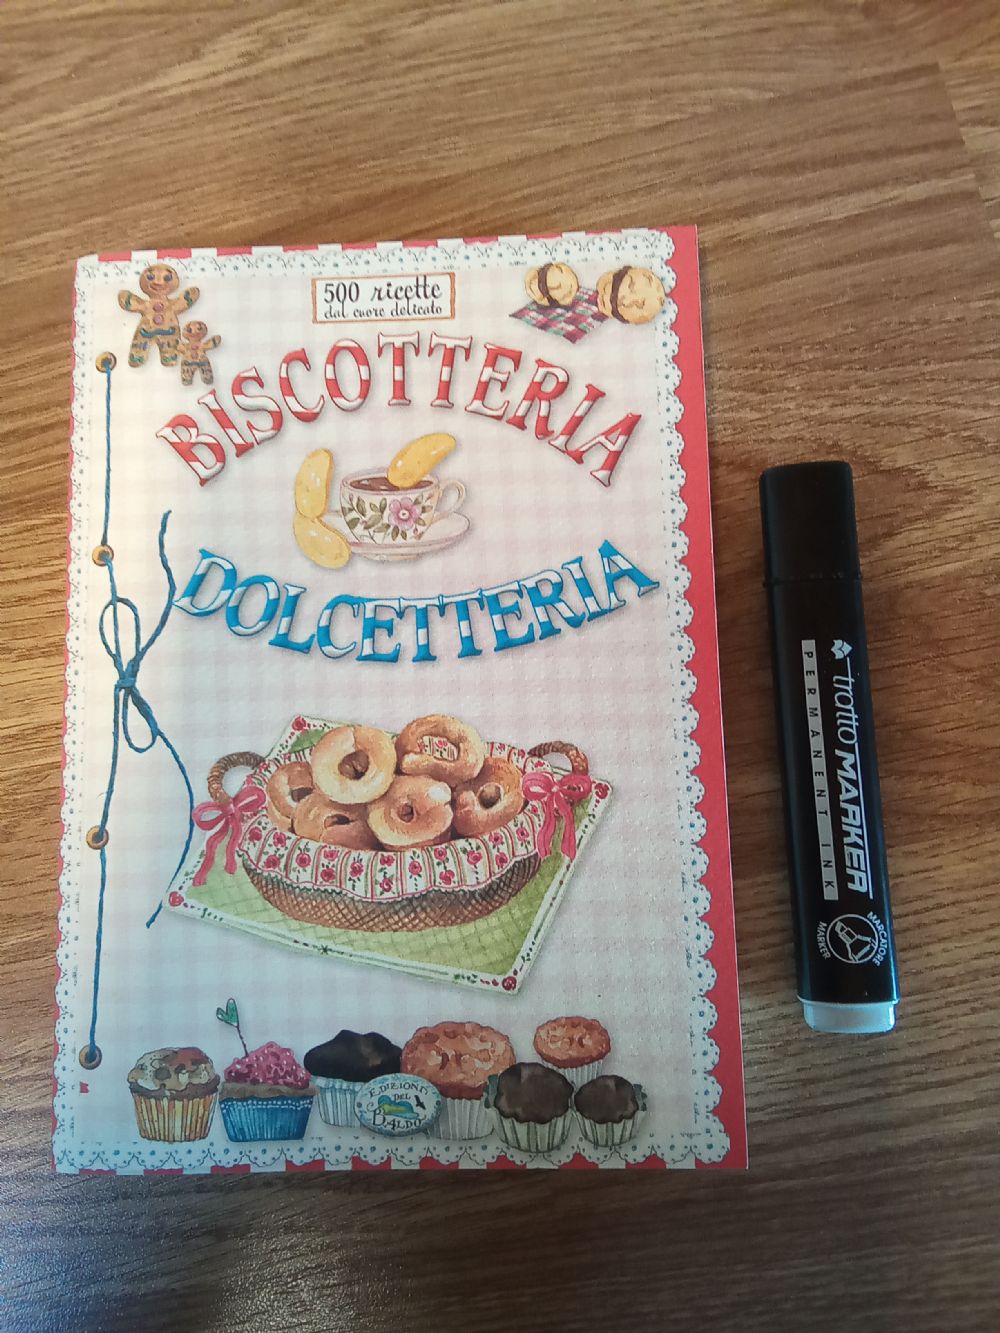 500 ricette
dal cuore delicato
BISCOTTERIA
DOLCETTERIA
EDIZIONI
DEL
BALDO
tratto MARKER
PERMANENT INK
MARCATORE
MARKER